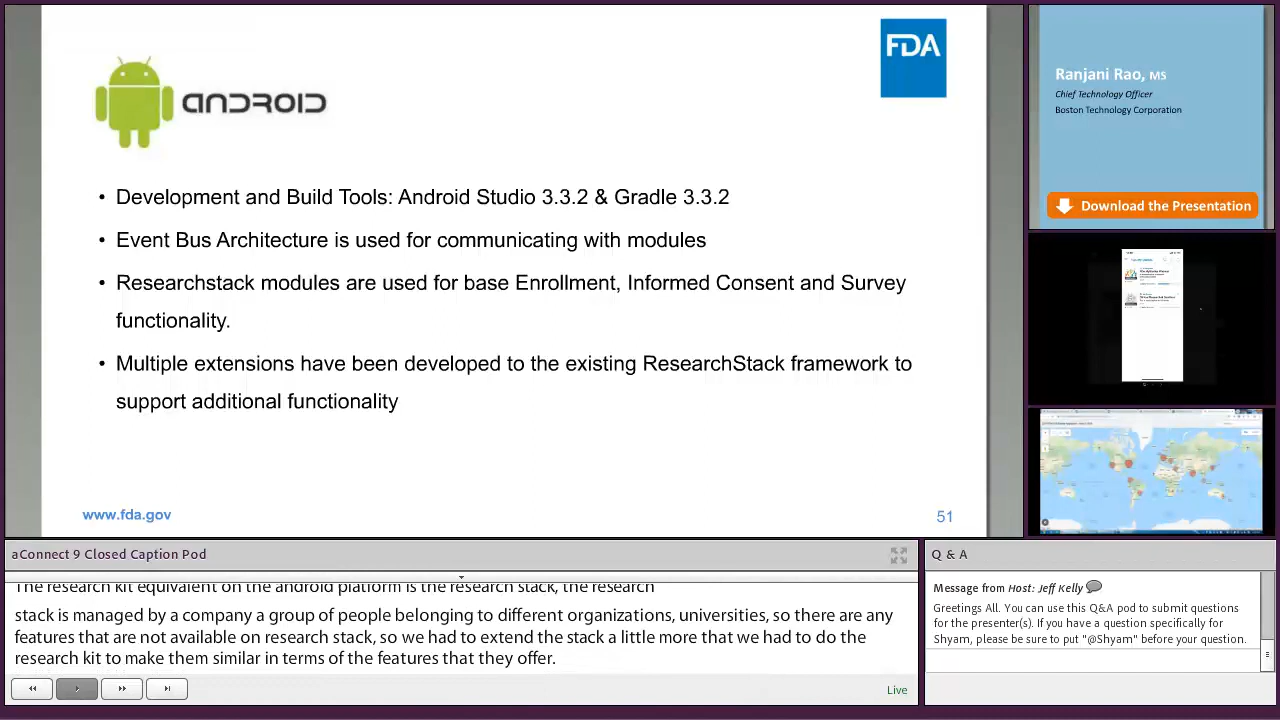 FDA
ANDROID
• Development and Build Tools: Android Studio 3.3.2 & Gradle 3.3.2
• Event Bus Architecture is used for communicating with modules
• Researchstack modules are used for base Enrollment, Informed Consent and Survey
functionality.
• Multiple extensions have been developed to the existing ResearchStack framework to
support additional functionality
www.fda.gov
51
Ranjani Rao, MS
Chief Technology Officer
Boston Technology Corporation
Download the Presentation
aConnect 9 Closed Caption Pod
The research kit equivalent on the android platform is the research stack, the research
stack is managed by a company a group of people belonging to different organizations, universities, so there are any
features that are not available on research stack, so we had to extend the stack a little more that we had to do the
research kit to make them similar in terms of the features that they offer.
Live
Q & A
Message from Host: Jeff Kelly
Greetings All. You can use this Q&A pod to submit questions
for the presenter(s). If you have a question specifically for
Shyam, please be sure to put "@Shyam" before your question.